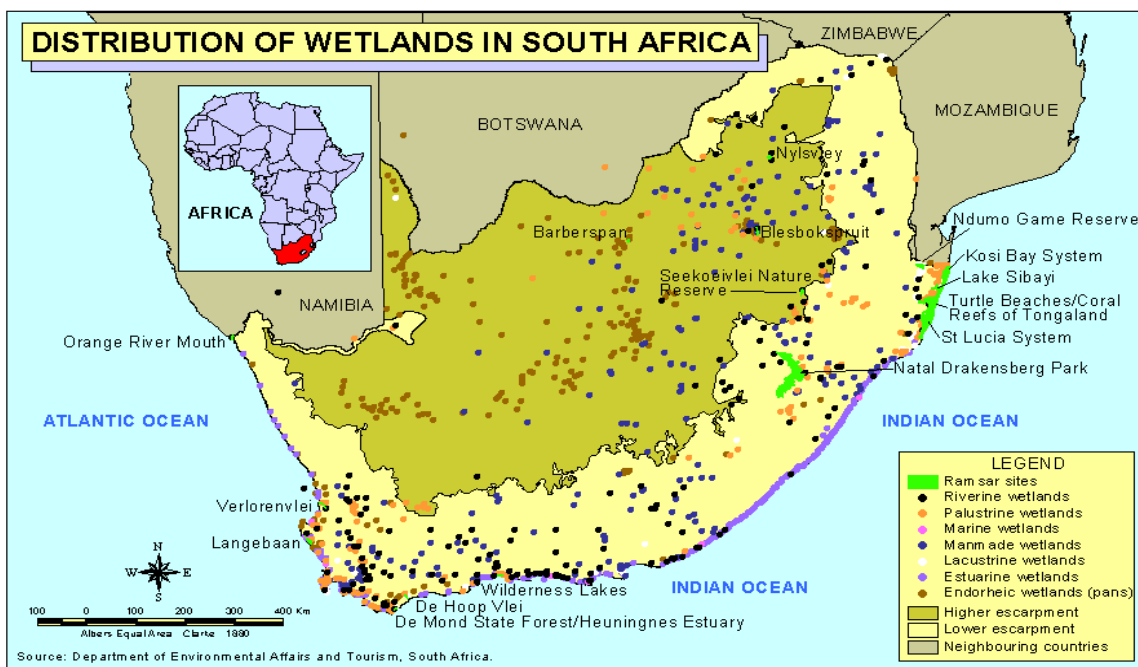 DISTRIBUTION OF WETLANDS IN SOUTH AFRICA
ZIMBABWE
MOZAMBIQUE
BOTSWANA
AFRICA
NAMIBIA
Nylsvley
Barberspan
Blesbokspruit
Ndumo Game Reserve
Kosi Bay System
Lake Sibayi
Seekoeivlei Nature
Reserve
Turtle Beaches/Coral
Reefs of Tongaland
St Lucia System
Orange River Mouth
Natal Drakensberg Park
ATLANTIC OCEAN
INDIAN OCEAN
Verlorenvlei
Langebaan
Wilderness Lakes
De Hoop Vlei
De Mond State Forest/Heuningnes Estuary
INDIAN OCEAN
LEGEND
Ramsar sites
Riverine wetlands
Palustrine wetlands
Marine wetlands
Manmade wetlands
Lacustrine wetlands
Estuarine wetlands
Endorheic wetlands (pans)
Higher escarpment
Lower escarpment
Neighbouring countries
N
W E
S
100 0 100 200 300 400 Km
Albers Equal Area Clarke 1880
Source: Department of Environmental Affairs and Tourism, South Africa.